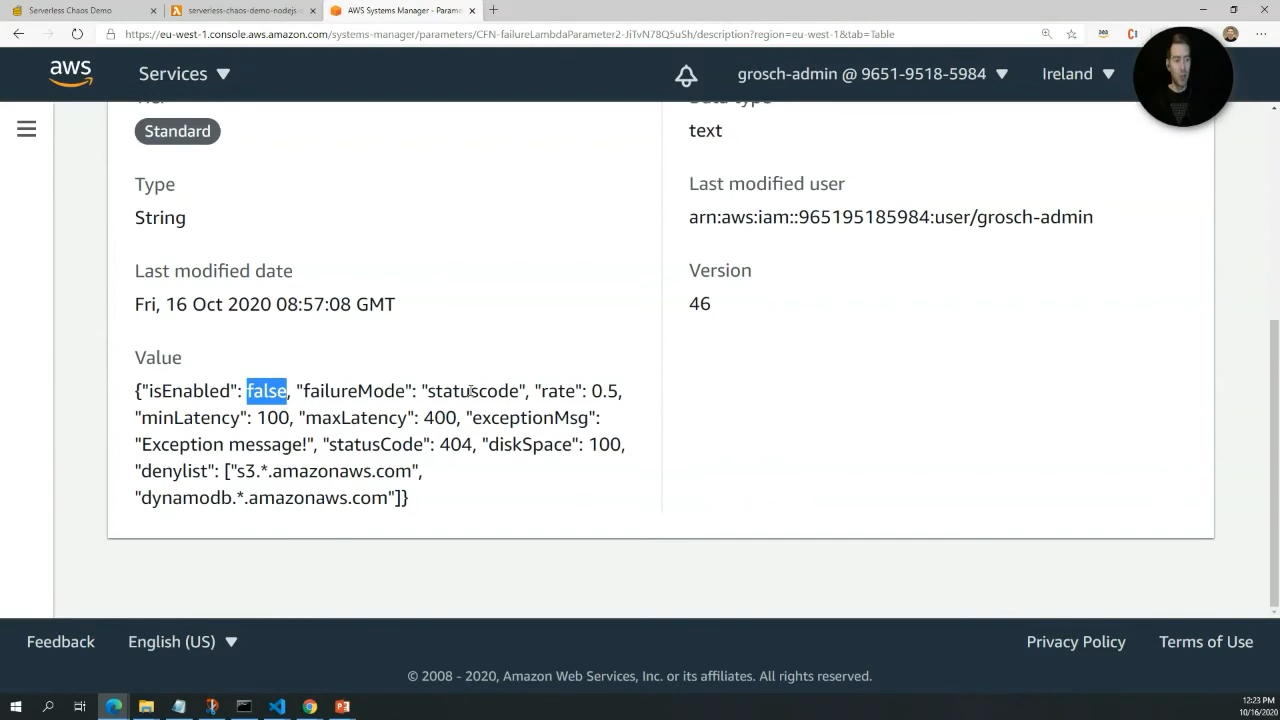 Serverless Chaos Demo
serverless-chaos-demo-nodejs-
AWS Systems Manager - Parame
https://eu-west-1.console.aws.amazon.com/systems-manager/parameters/CFN-failureLambdaParameter2-JiTvN78Q5uSh/description?region=eu-west-1&tab=Table
aws
Services
grosch-admin @ 9651-9518-5984
Ireland
Data type
Standard
text
Type
Last modified user
String
arn:aws:iam::965195185984:user/grosch-admin
Last modified date
Version
Fri, 16 Oct 2020 08:57:08 GMT
46
Value
{"isEnabled": false, "failureMode": "statuscode", "rate": 0.5,
"minLatency": 100, "maxLatency": 400, "exceptionMsg":
"Exception message!", "statusCode": 404, "diskSpace": 100,
"denylist": ["s3.*.amazonaws.com",
"dynamodb.*.amazonaws.com"]}
Feedback
English (US)
Privacy Policy
Terms of Use
© 2008 - 2020, Amazon Web Services, Inc. or its affiliates. All rights reserved.
12:23 PM
10/16/2020